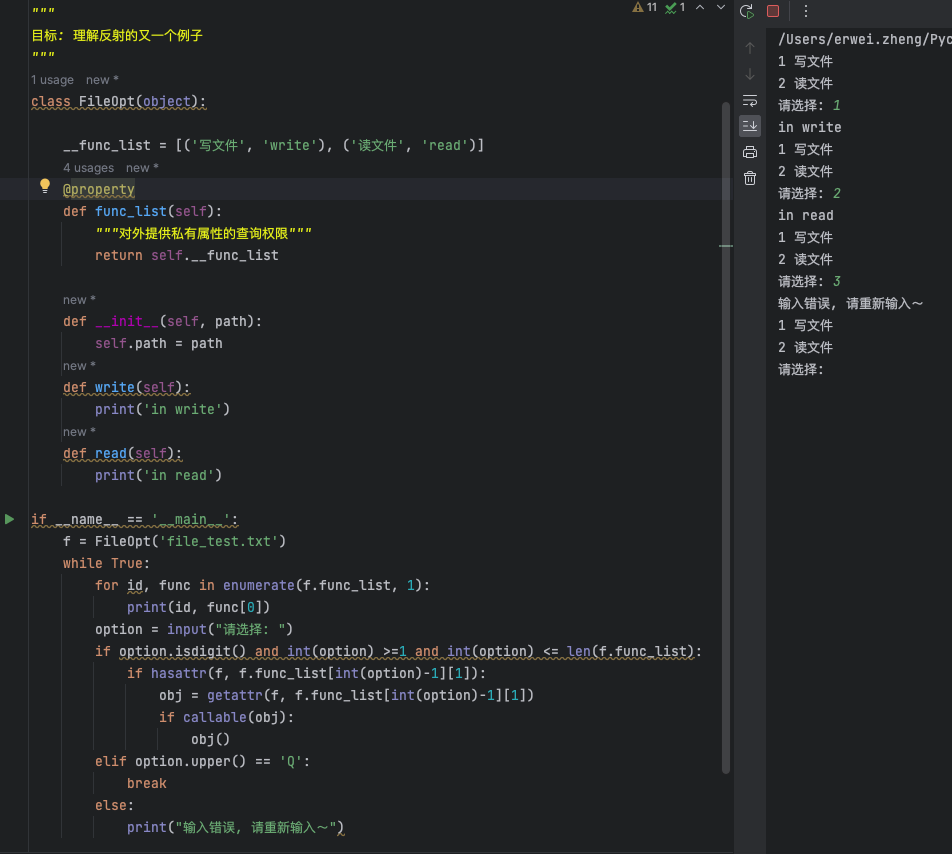 """
目标: 理解反射的又一个例子
"""
1 usage   new *
class FileOpt(object):
    __func_list = [('写文件', 'write'), ('读文件', 'read')]
    4 usages   new *
    @property
    def func_list(self):
        """对外提供私有属性的查询权限"""
        return self.__func_list
    new *
    def __init__(self, path):
        self.path = path
    new *
    def write(self):
        print('in write')
    new *
    def read(self):
        print('in read')
if __name__ == '__main__':
    f = FileOpt('file_test.txt')
    while True:
        for id, func in enumerate(f.func_list, 1):
            print(id, func[0])
        option = input("请选择: ")
        if option.isdigit() and int(option) >=1 and int(option) <= len(f.func_list):
            if hasattr(f, f.func_list[int(option)-1][1]):
                obj = getattr(f, f.func_list[int(option)-1][1])
                if callable(obj):
                    obj()
        elif option.upper() == 'Q':
            break
        else:
            print("输入错误, 请重新输入～")
11 1
/Users/erwei.zheng/Pyc
1 写文件
2 读文件
请选择: 1
in write
1 写文件
2 读文件
请选择: 2
in read
1 写文件
2 读文件
请选择: 3
输入错误, 请重新输入～
1 写文件
2 读文件
请选择: